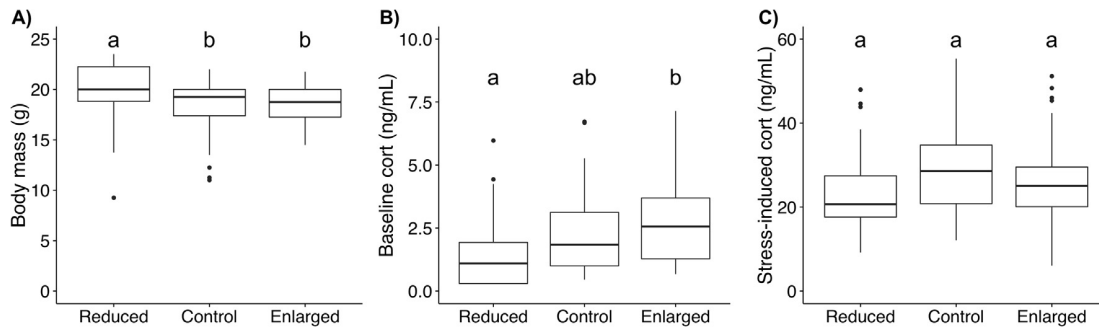 A)
Body mass (g)
25
20
15
10
5
0
a
b
b
Reduced
Control
Enlarged
B)
Baseline cort (ng/mL)
10.0
7.5
5.0
2.5
0.0
a
ab
b
Reduced
Control
Enlarged
C)
Stress-induced cort (ng/mL)
60
40
20
0
a
a
a
Reduced
Control
Enlarged